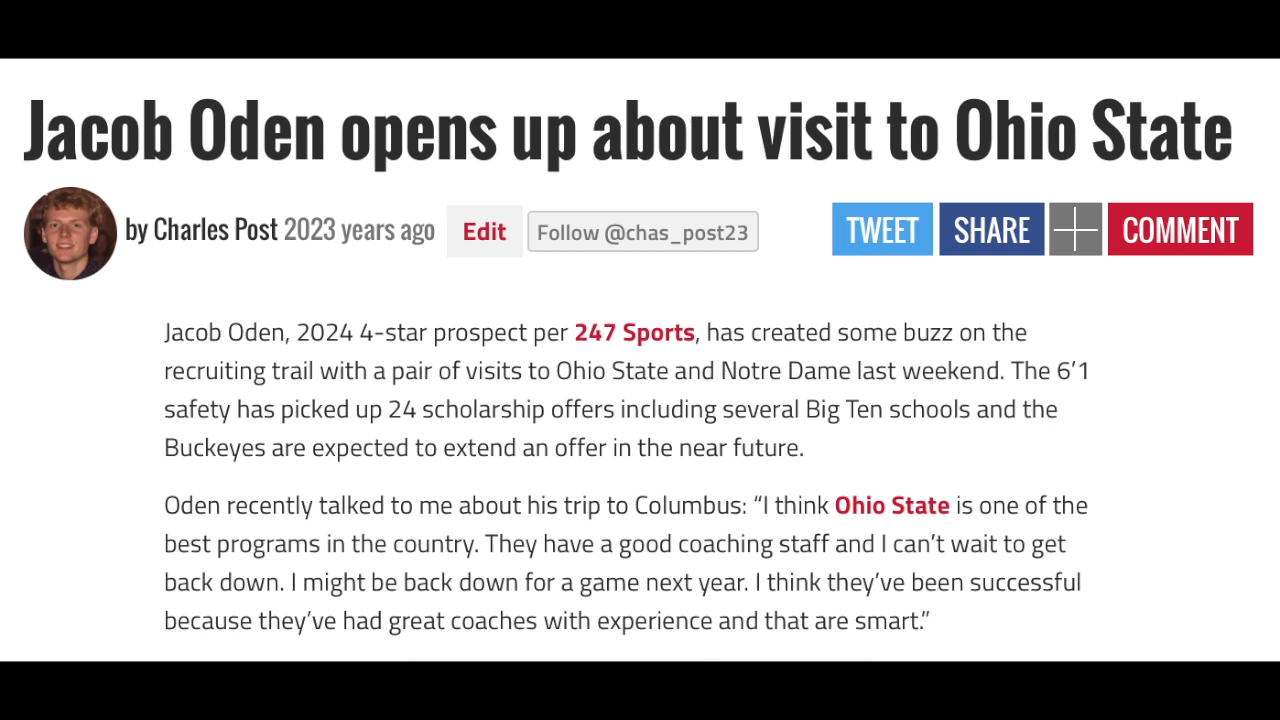 Jacob Oden opens up about visit to Ohio State
by Charles Post 2023 years ago Edit Follow @chas_post23 TWEET SHARE COMMENT
Jacob Oden, 2024 4-star prospect per 247 Sports, has created some buzz on the
recruiting trail with a pair of visits to Ohio State and Notre Dame last weekend. The 6’1
safety has picked up 24 scholarship offers including several Big Ten schools and the
Buckeyes are expected to extend an offer in the near future.
Oden recently talked to me about his trip to Columbus: “I think Ohio State is one of the
best programs in the country. They have a good coaching staff and I can’t wait to get
back down. I might be back down for a game next year. I think they’ve been successful
because they’ve had great coaches with experience and that are smart.”